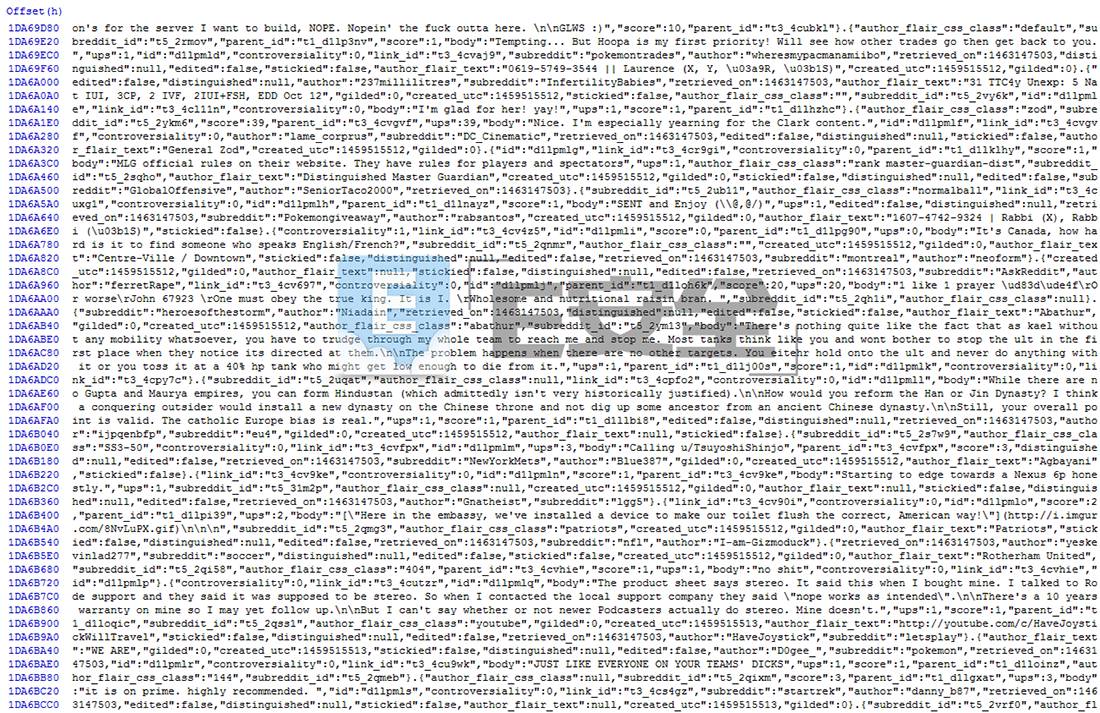 Offset(h)
1DA69D80 on's for the server I want to build, NOPE. Nopein' the fuck outta here. \n\nGLWS :)","score":10,"parent_id":"t3_4cubkl"}.{"author_flair_css_class":"default","su
1DA69E20 breddit_id":"t5_2rmov","parent_id":"t1_d1lp3nv","score":1,"body":"Tempting... But Hoopa is my first priority! Will see how other trades go then get back to you.
1DA69EC0 ","ups":1,"id":"d1lpmld","controversiality":0,"link_id":"t3_4cvaj9","subreddit":"pokemontrades","author":"wheresmypacmanamiibo","retrieved_on":1463147503,"disti
1DA69F60 nguished":null,"edited":false,"stickied":false,"author_flair_text":"0619-5749-3544 || Laurence (X, Y, \u03a9R, \u03b1S)","created_utc":1459515512,"gilded":0}.{"
1DA6A000 edited":false,"distinguished":null,"author":"237millilitres","subreddit":"InfertilityBabies","retrieved_on":1463147503,"author_flair_text":"31 TTC4y Unexp: 5 Na
1DA6A0A0 t IUI, 3CP, 2 IVF, 2IUI+FSH, EDD Oct 12","gilded":0,"created_utc":1459515512,"stickied":false,"author_flair_css_class":"","subreddit_id":"t5_2vy6k","id":"d1lpml
1DA6A140 e","link_id":"t3_4cll1n","controversiality":0,"body":"I'm glad for her! yay!","ups":1,"score":1,"parent_id":"t1_d1lhzhc"}.{"author_flair_css_class":"zod","subre
1DA6A1E0 ddit_id":"t5_2ykm6","score":39,"parent_id":"t3_4cvgvf","ups":39,"body":"Nice. I'm especially yearning for the Clark content.","id":"d1lpmlf","link_id":"t3_4cvgv
1DA6A280 f","controversiality":0,"author":"lame_corprus","subreddit":"DC_Cinematic","retrieved_on":1463147503,"edited":false,"distinguished":null,"stickied":false,"autho
1DA6A320 r_flair_text":"General Zod","created_utc":1459515512,"gilded":0}.{"id":"d1lpmlg","link_id":"t3_4cr9gi","controversiality":0,"parent_id":"t1_d1lklhy","score":1,"
1DA6A3C0 body":"MLG official rules on their website. They have rules for players and spectators","ups":1,"author_flair_css_class":"rank master-guardian-dist","subreddit_
1DA6A460 id":"t5_2sqho","author_flair_text":"Distinguished Master Guardian","created_utc":1459515512,"gilded":0,"stickied":false,"distinguished":null,"edited":false,"sub
1DA6A500 reddit":"GlobalOffensive","author":"SeniorTaco2000","retrieved_on":1463147503}.{"subreddit_id":"t5_2ub11","author_flair_css_class":"normalball","link_id":"t3_4c
1DA6A5A0 uxg1","controversiality":0,"id":"d1lpmlh","parent_id":"t1_d1lnayz","score":1,"body":"SENT and Enjoy (\\@,@/)","ups":1,"edited":false,"distinguished":null,"retri
1DA6A640 eved_on":1463147503,"subreddit":"Pokemongiveaway","author":"rabsantos","created_utc":1459515512,"gilded":0,"author_flair_text":"1607-4742-9324 | Rabbi (X), Rabb
1DA6A6E0 i (\u03b1S)","stickied":false}.{"controversiality":1,"link_id":"t3_4cv4z5","id":"d1lpmli","score":0,"parent_id":"t1_d1lpg90","ups":0,"body":"It's Canada, how ha
1DA6A780 rd is it to find someone who speaks English/French?","subreddit_id":"t5_2qnmr","author_flair_css_class":"","created_utc":1459515512,"gilded":0,"author_flair_tex
1DA6A820 t":"Centre-Ville / Downtown","stickied":false,"distinguished":null,"edited":false,"retrieved_on":1463147503,"subreddit":"montreal","author":"neoform"}.{"created
1DA6A8C0 _utc":1459515512,"gilded":0,"author_flair_text":null,"stickied":false,"distinguished":null,"edited":false,"retrieved_on":1463147503,"subreddit":"AskReddit","aut
1DA6A960 hor":"ferretRape","link_id":"t3_4cv697","controversiality":0,"id":"d1lpmlj","parent_id":"t1_d1loh6k","score":20,"ups":20,"body":"1 like 1 prayer \ud83d\ude4f\rO
1DA6AA00 r worse\rJohn 67923 \rOne must obey the true king. It is I. \rWhole and nutritional raisin bran. ","subreddit_id":"t5_2qh1i","author_flair_css_class":null}.
1DA6AAA0 {"subreddit":"heroesofthestorm","author":"Niadain","retrieved_on":1463147503,"distinguished":null,"edited":false,"stickied":false,"author_flair_text":"Abathur",
1DA6AB40 "gilded":0,"created_utc":1459515512,"author_flair_css_class":"abathur","subreddit_id":"t5_2ym13","body":"There's nothing quite like the fact that as kael withou
1DA6ABE0 t any mobility whatsoever, you have to trudge through my whole team to reach me and stop me. Most tanks think like you and wont bother to stop the ult in the fi
1DA6AC80 rst place when they notice its directed at them.\n\nThe problem happens when there are no other targets. You eithr hold onto the ult and never do anything with
1DA6AD20 it or you toss it at a 40% hp tank who might get low enough to die from it.","ups":1,"parent_id":"t1_d1lj00s","score":1,"id":"d1lpmlk","controversiality":0,"li
1DA6ADC0 nk_id":"t3_4cpy7c"}.{"subreddit_id":"t5_2uqat","author_flair_css_class":null,"link_id":"t3_4cpfo2","controversiality":0,"id":"d1lpmll","body":"While there are n
1DA6AE60 o Gupta and Maurya empires, you can form Hindustan (which admittedly isn't very historically justified).\n\nHow would you reform the Han or Jin Dynasty? I think
1DA6AF00 a conquering outsider would install a new dynasty on the Chinese throne and not dig up some ancestor from an ancient Chinese dynasty.\n\nStill, your overall po
1DA6AFA0 int is valid. The catholic Europe bias is real.","ups":1,"score":1,"parent_id":"t1_d1llbi8","edited":false,"distinguished":null,"retrieved_on":1463147503,"autho
1DA6B040 r":"ijpqenbfp","subreddit":"eu4","gilded":0,"created_utc":1459515512,"author_flair_text":null,"stickied":false}.{"subreddit_id":"t5_2s7w9","author_flair_css_cla
1DA6B0E0 ss":"SS3-50","controversiality":0,"link_id":"t3_4cvfpx","id":"d1lpmlm","ups":3,"body":"Calling u/TsuyoshiShinjo","parent_id":"t3_4cvfpx","score":3,"distinguishe
1DA6B180 d":null,"edited":false,"retrieved_on":1463147503,"subreddit":"NewYorkMets","author":"Blue387","gilded":0,"created_utc":1459515512,"author_flair_text":"Agbayani"
1DA6B220 ,"stickied":false}.{"link_id":"t3_4cv9ke","controversiality":0,"id":"d1lpmln","score":1,"parent_id":"t3_4cv9ke","body":"Starting to edge towards a Nexus 6p hone
1DA6B2C0 stly.","ups":1,"subreddit_id":"t5_31m2p","author_flair_css_class":null,"created_utc":1459515512,"gilded":0,"author_flair_text":null,"stickied":false,"distinguis
1DA6B360 hed":null,"edited":false,"retrieved_on":1463147503,"author":"Gnatheist","subreddit":"lgg5"}.{"link_id":"t3_4cv90i","controversiality":0,"id":"d1lpmlo","score":2
1DA6B400 ,"parent_id":"t1_d1lpi39","ups":2,"body":"[\"Here in the embassy, we've installed a device to make our toilet flush the correct, American way!\"](http://i.imgur
1DA6B4A0 .com/8NvLuPX.gif)\n\n\n","subreddit_id":"t5_2qmg3","author_flair_css_class":"patriots","created_utc":1459515512,"gilded":0,"author_flair_text":"Patriots","stick
1DA6B540 ied":false,"distinguished":null,"edited":false,"retrieved_on":1463147503,"subreddit":"nfl","author":"I-am-Gizmoduck"}.{"retrieved_on":1463147503,"author":"yeske
1DA6B5E0 vinlad277","subreddit":"soccer","distinguished":null,"edited":false,"stickied":false,"created_utc":1459515512,"gilded":0,"author_flair_text":"Rotherham United",
1DA6B680 "subreddit_id":"t5_2qi58","author_flair_css_class":"404","parent_id":"t3_4cvhie","score":1,"ups":1,"body":"no shit","controversiality":0,"link_id":"t3_4cvhie","
1DA6B720 id":"d1lpmlp"}.{"controversiality":0,"link_id":"t3_4cutzr","id":"d1lpmlq","body":"The product sheet says stereo. It said this when I bought mine. I talked to Ro
1DA6B7C0 de support and they said it was supposed to be stereo. So when I contacted the local support company they said \"nope works as intended\".\n\nThere's a 10 years
1DA6B860 warranty on mine so I may yet follow up.\n\nBut I can't say whether or not newer Podcasters actually do stereo. Mine doesn't.","ups":1,"score":1,"parent_id":"t
1DA6B900 1_d1loqic","subreddit_id":"t5_2qss1","author_flair_css_class":"youtube","gilded":0,"created_utc":1459515513,"author_flair_text":"http://youtube.com/c/HaveJoysti
1DA6B9A0 ckWillTravel","stickied":false,"distinguished":null,"edited":false,"retrieved_on":1463147503,"author":"HaveJoystick","subreddit":"letsplay"}.{"author_flair_text
1DA6BA40 ":"WE ARE","gilded":0,"created_utc":1459515513,"stickied":false,"distinguished":null,"edited":false,"author":"D0gee_","subreddit":"pokemon","retrieved_on":14631
1DA6BAE0 47503,"id":"d1lpmlr","controversiality":0,"link_id":"t3_4cu9wk","body":"JUST LIKE EVERYONE ON YOUR TEAMS' DICKS","ups":1,"score":1,"parent_id":"t1_d1loinz","aut
1DA6BB80 hor_flair_css_class":"144","subreddit_id":"t5_2qmeb"}.{"author_flair_css_class":null,"subreddit_id":"t5_2qixm","score":3,"parent_id":"t1_d1lgxat","ups":3,"body"
1DA6BC20 :"it is on prime. highly recommended. ","id":"d1lpmls","controversiality":0,"link_id":"t3_4cs4gz","subreddit":"startrek","author":"danny_b87","retrieved_on":146
1DA6BCC0 3147503,"edited":false,"distinguished":null,"stickied":false,"author_flair_text":null,"created_utc":1459515513,"gilded":0}.{"subreddit_id":"t5_2vrf0","author_fl